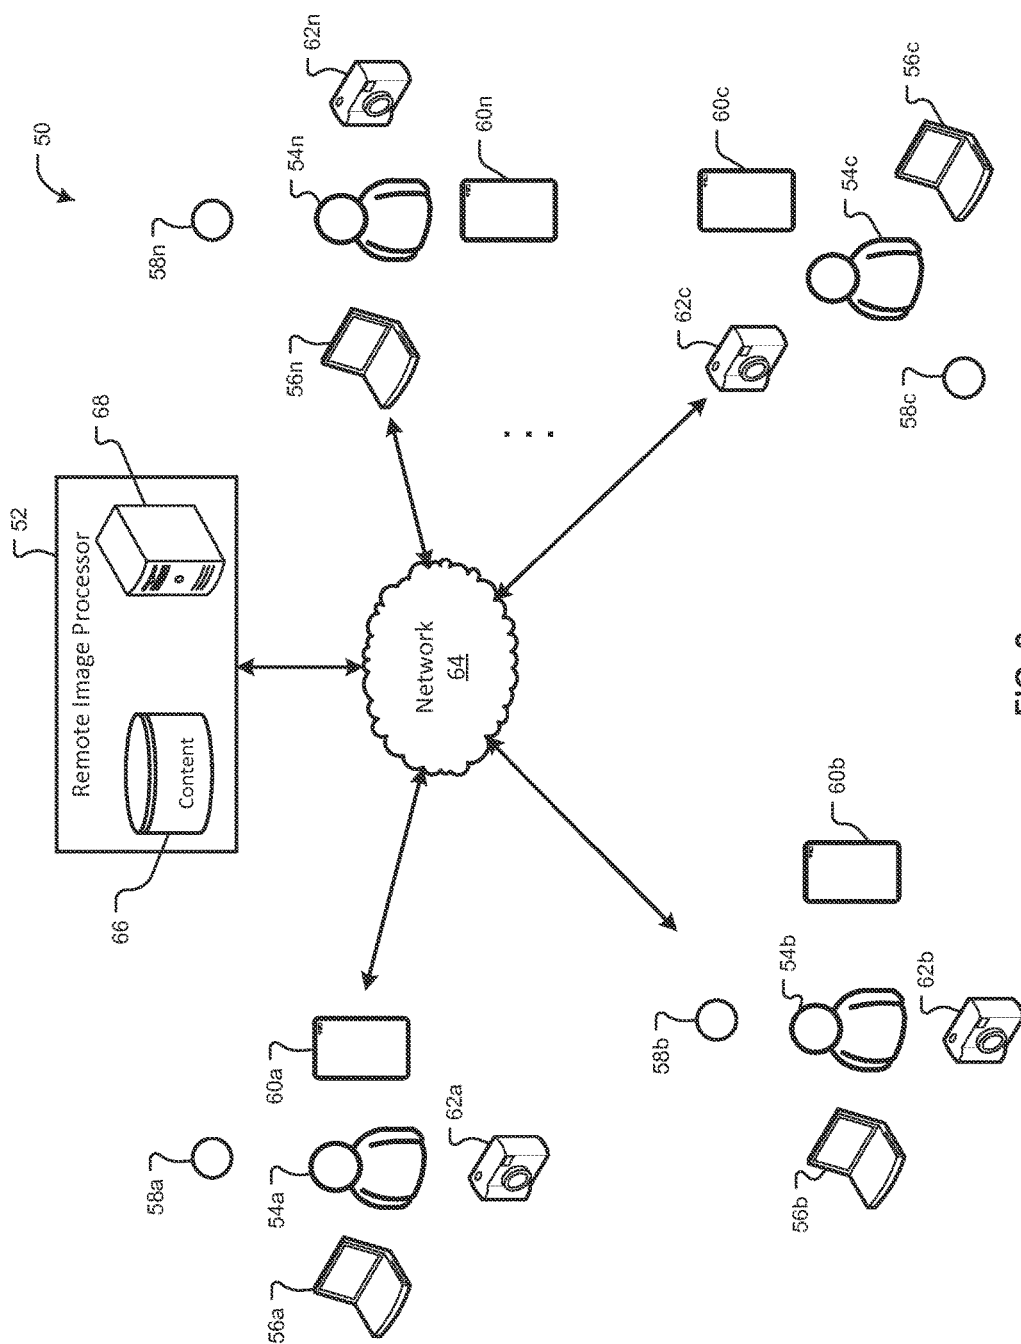 50
52
Remote Image Processor
66
Content
68
58a
58n
62n
60a
54a
56a
62a
56n
54n
60n
Network
64
. . .
58b
60b
54b
56b
62b
62c
60c
56c
54c
58c